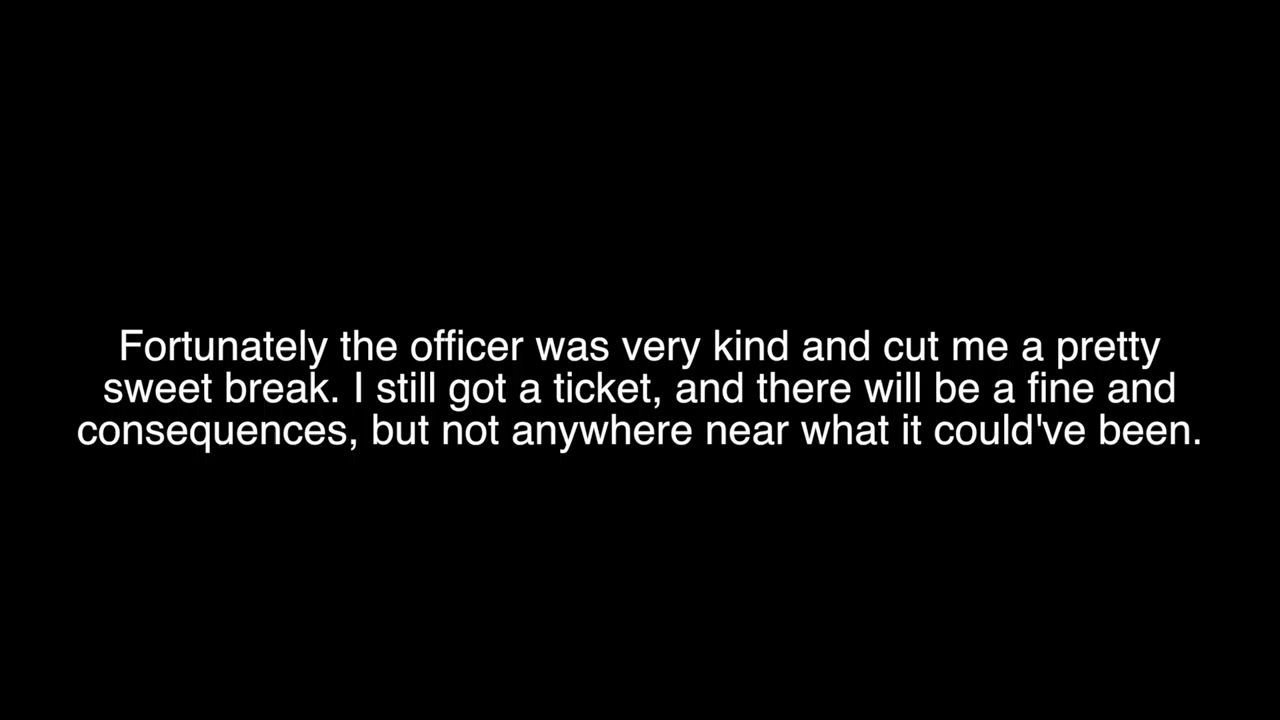 Fortunately the officer was very kind and cut me a pretty
sweet break. I still got a ticket, and there will be a fine and
consequences, but not anywhere near what it could've been.